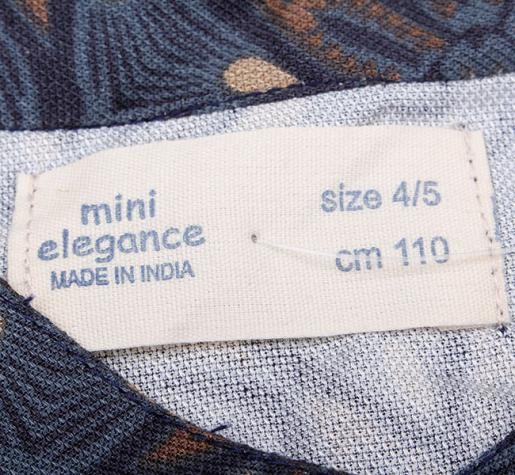 mini
elegance
MADE IN INDIA
size 4/5
cm 110